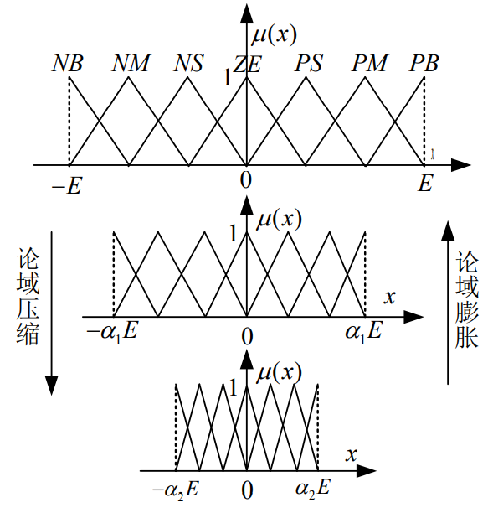 μ(x)
NB NM NS ZE PS PM PB
1
−E 0 E
μ(x)
1
x
−α₁E 0 α₁E
论域压缩
论域膨胀
μ(x)
1
x
−α₂E 0 α₂E